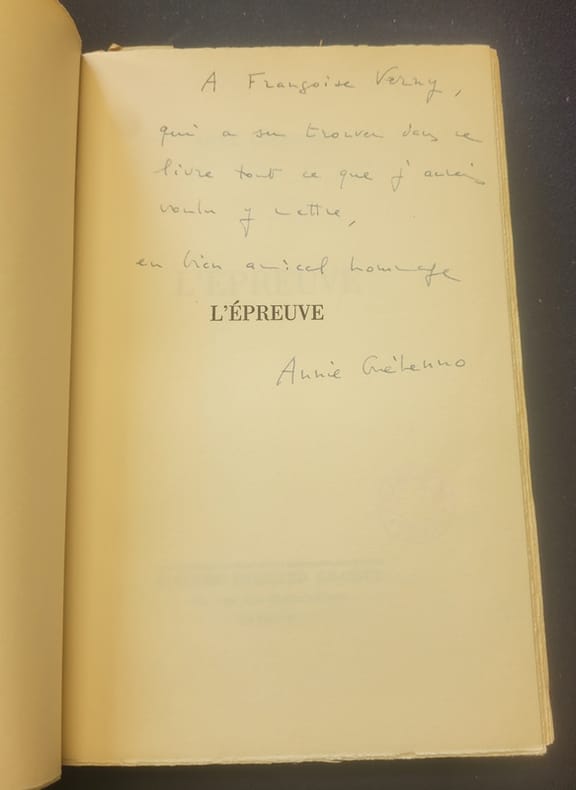 A Françoise Verny,
qui a su trouver dans ce
livre tout ce que j'aurais
voulu y mettre,
en bien amical hommage
L'ÉPREUVE
Annie Guéhenno